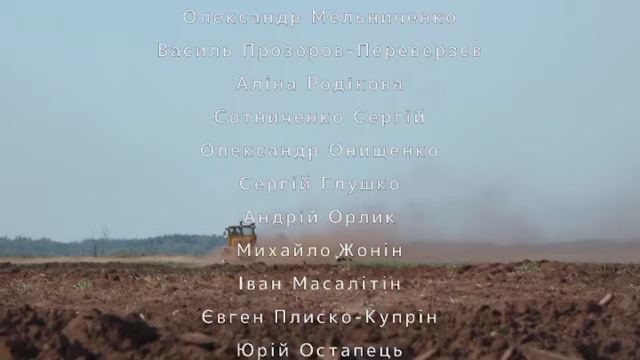 Олександр Мельниченко
Василь Прозоров-Переверзєв
Аліна Родікова
Сотниченко Сергій
Олександр Онищенко
Сергій Глушко
Андрій Орлик
Михайло Жонін
Іван Масалітін
Євген Плиско-Купрін
Юрій Остапець